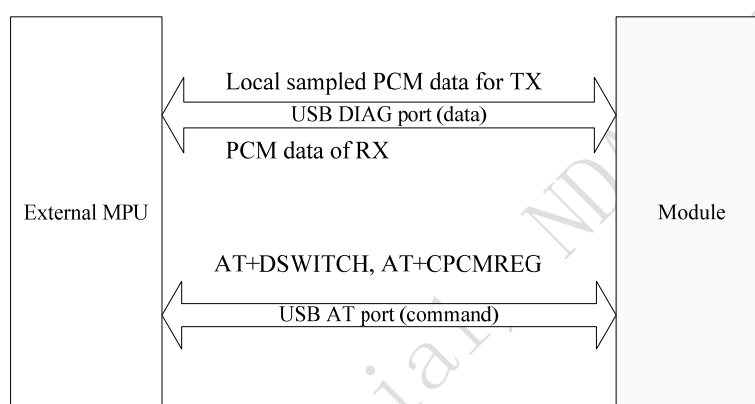 Local sampled PCM data for TX
USB DIAG port (data)
PCM data of RX
External MPU
Module
AT+DSWITCH, AT+CPCMREG
USB AT port (command)